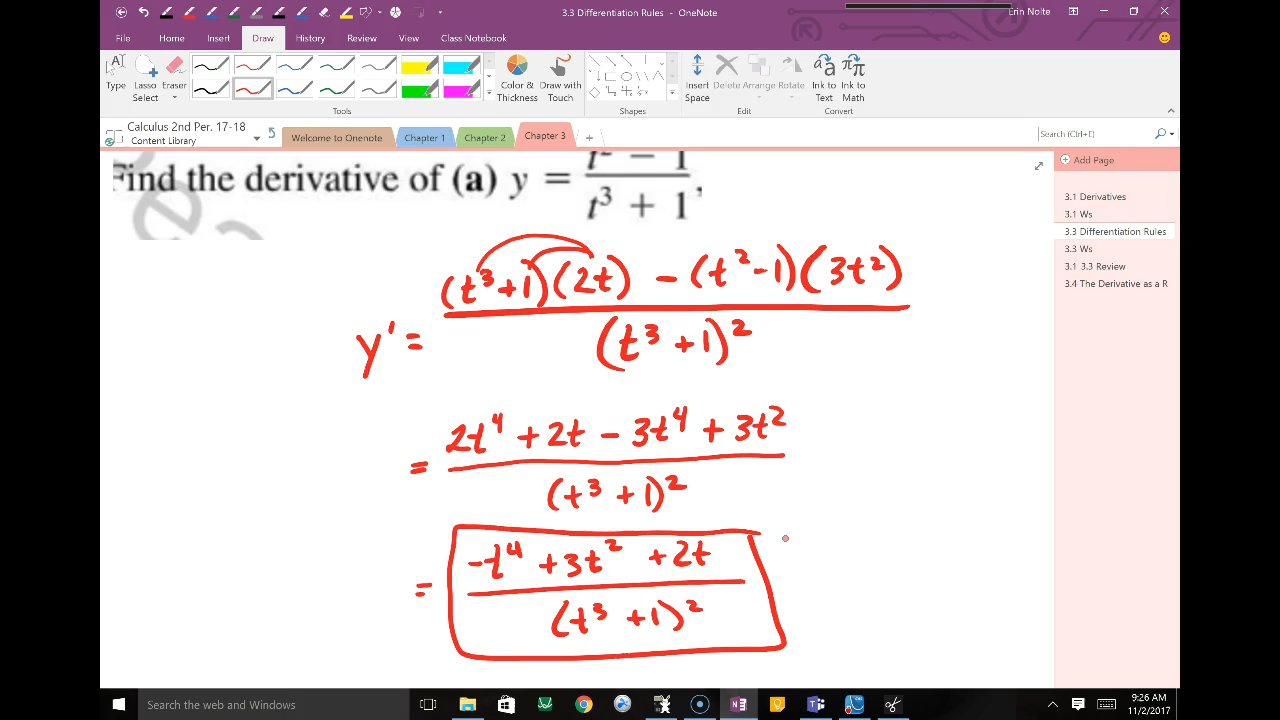 3.3 Differentiation Rules - OneNote
Erin Nolte
File Home Insert Draw History Review View Class Notebook
Type Lasso Select Eraser Color & Thickness Draw with Touch Insert Space Delete Arrange Rotate Ink to Text Ink to Math
Tools Shapes Edit Convert
Calculus 2nd Per. 17-18
Content Library
Welcome to Onenote Chapter 1 Chapter 2 Chapter 3 +
Search (Ctrl+E)
Add Page
3.1 Derivatives
3.1 Ws
3.3 Differentiation Rules
3.3 Ws
3.1 3.3 Review
3.4 The Derivative as a R
Find the derivative of (a) y = t² − 1 / t³ + 1,
y' = (t³+1)(2t) − (t²-1)(3t²) / (t³+1)²
= 2t⁴ + 2t − 3t⁴ + 3t² / (t³+1)²
= -t⁴ + 3t² + 2t / (t³+1)²
Search the web and Windows
9:26 AM
11/2/2017